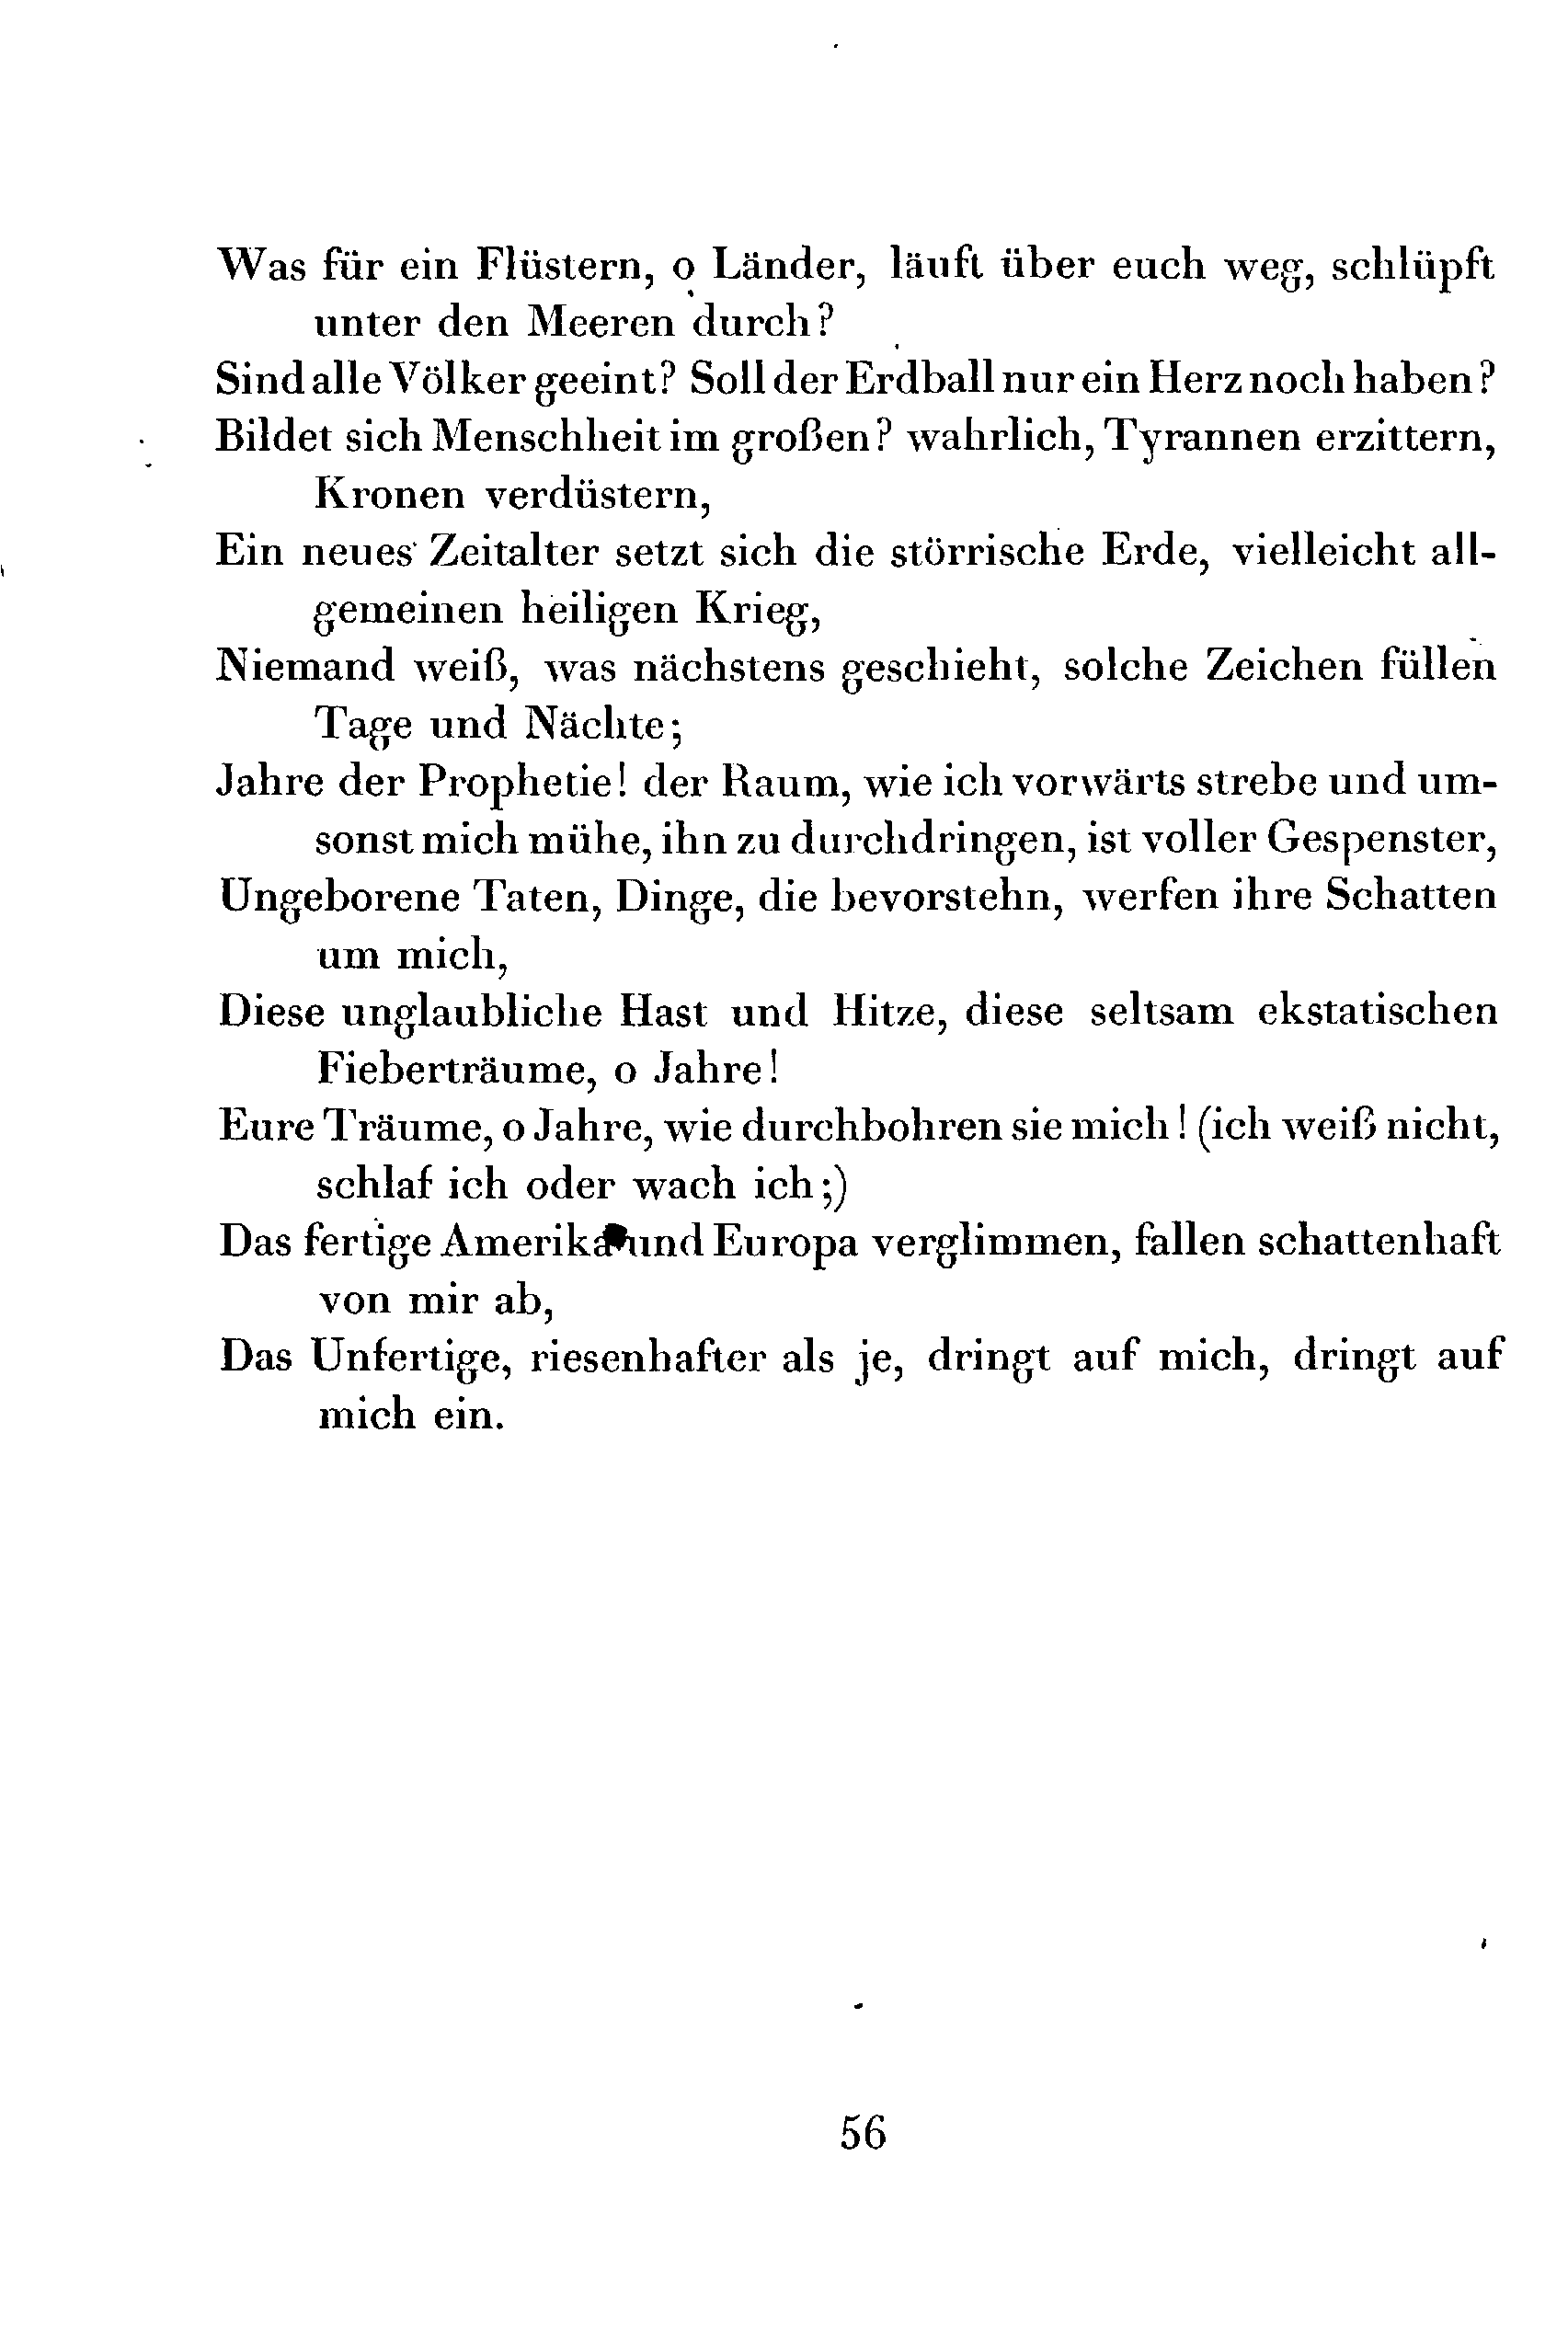 Was für ein Flüstern, o Länder, läuft über euch weg, schlüpft
unter den Meeren durch?
Sind alle Völker geeint? Soll der Erdball nur ein Herz noch haben?
Bildet sich Menschheit im großen? wahrlich, Tyrannen erzittern,
Kronen verdüstern,
Ein neues Zeitalter setzt sich die störrische Erde, vielleicht all-
gemeinen heiligen Krieg,
Niemand weiß, was nächstens geschieht, solche Zeichen füllen
Tage und Nächte;
Jahre der Prophetie! der Raum, wie ich vorwärts strebe und um-
sonst mich mühe, ihn zu durchdringen, ist voller Gespenster,
Ungeborene Taten, Dinge, die bevorstehn, werfen ihre Schatten
um mich,
Diese unglaubliche Hast und Hitze, diese seltsam ekstatischen
Fieberträume, o Jahre!
Eure Träume, o Jahre, wie durchbohren sie mich! (ich weiß nicht,
schlaf ich oder wach ich;)
Das fertige Amerika und Europa verglimmen, fallen schattenhaft
von mir ab,
Das Unfertige, riesenhafter als je, dringt auf mich, dringt auf
mich ein.
56